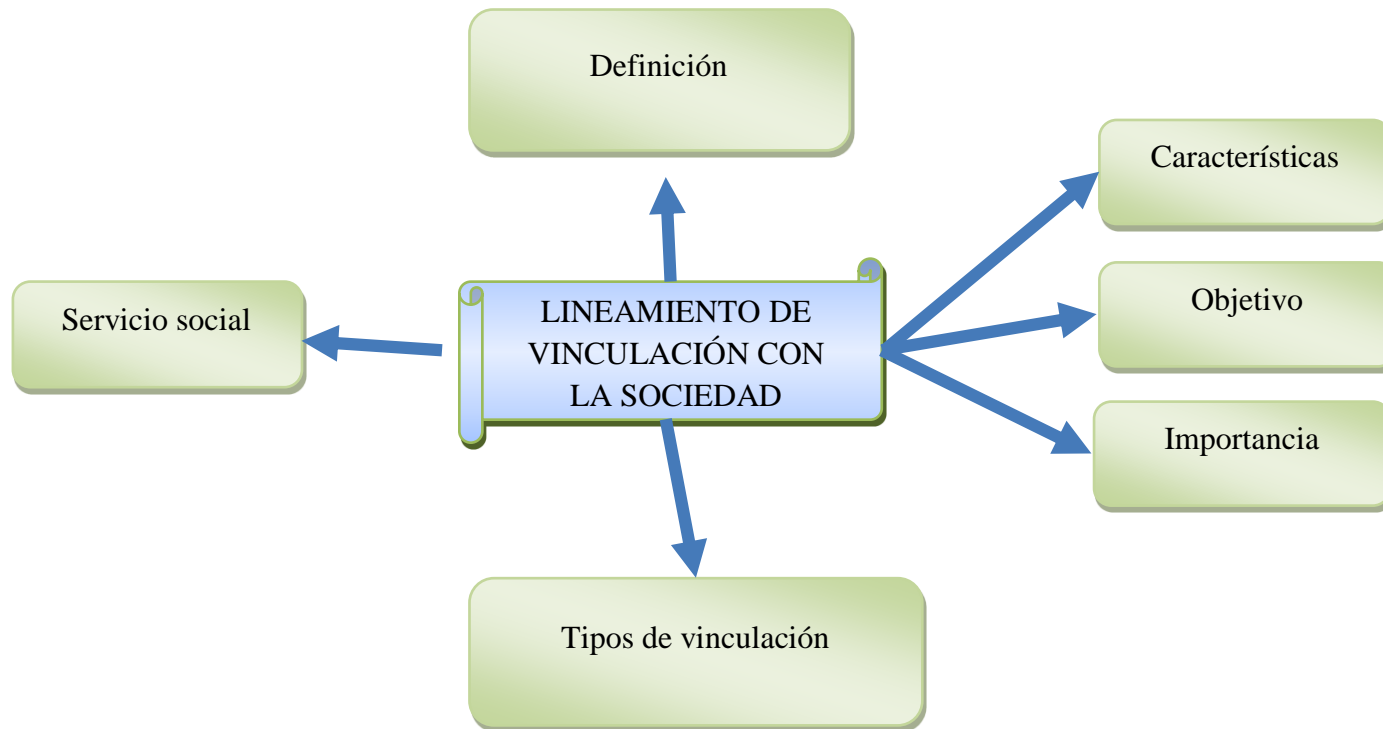 Definición
Características
Servicio social
LINEAMIENTO DE
VINCULACIÓN CON
LA SOCIEDAD
Objetivo
Importancia
Tipos de vinculación